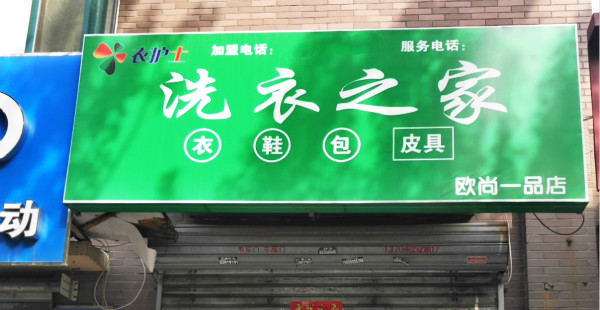 衣护士 加盟电话： 服务电话：
洗衣之家
衣 鞋 包 皮具
欧尚一品店
动